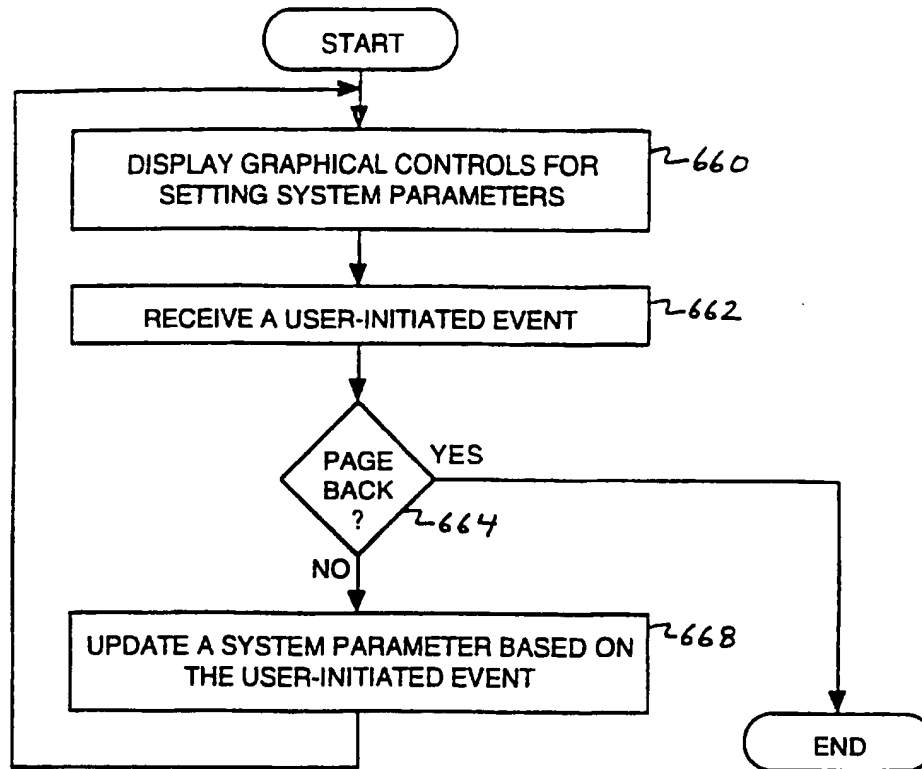 START
DISPLAY GRAPHICAL CONTROLS FOR
SETTING SYSTEM PARAMETERS
660
RECEIVE A USER-INITIATED EVENT
662
PAGE
BACK
?
YES
664
NO
UPDATE A SYSTEM PARAMETER BASED ON
THE USER-INITIATED EVENT
668
END